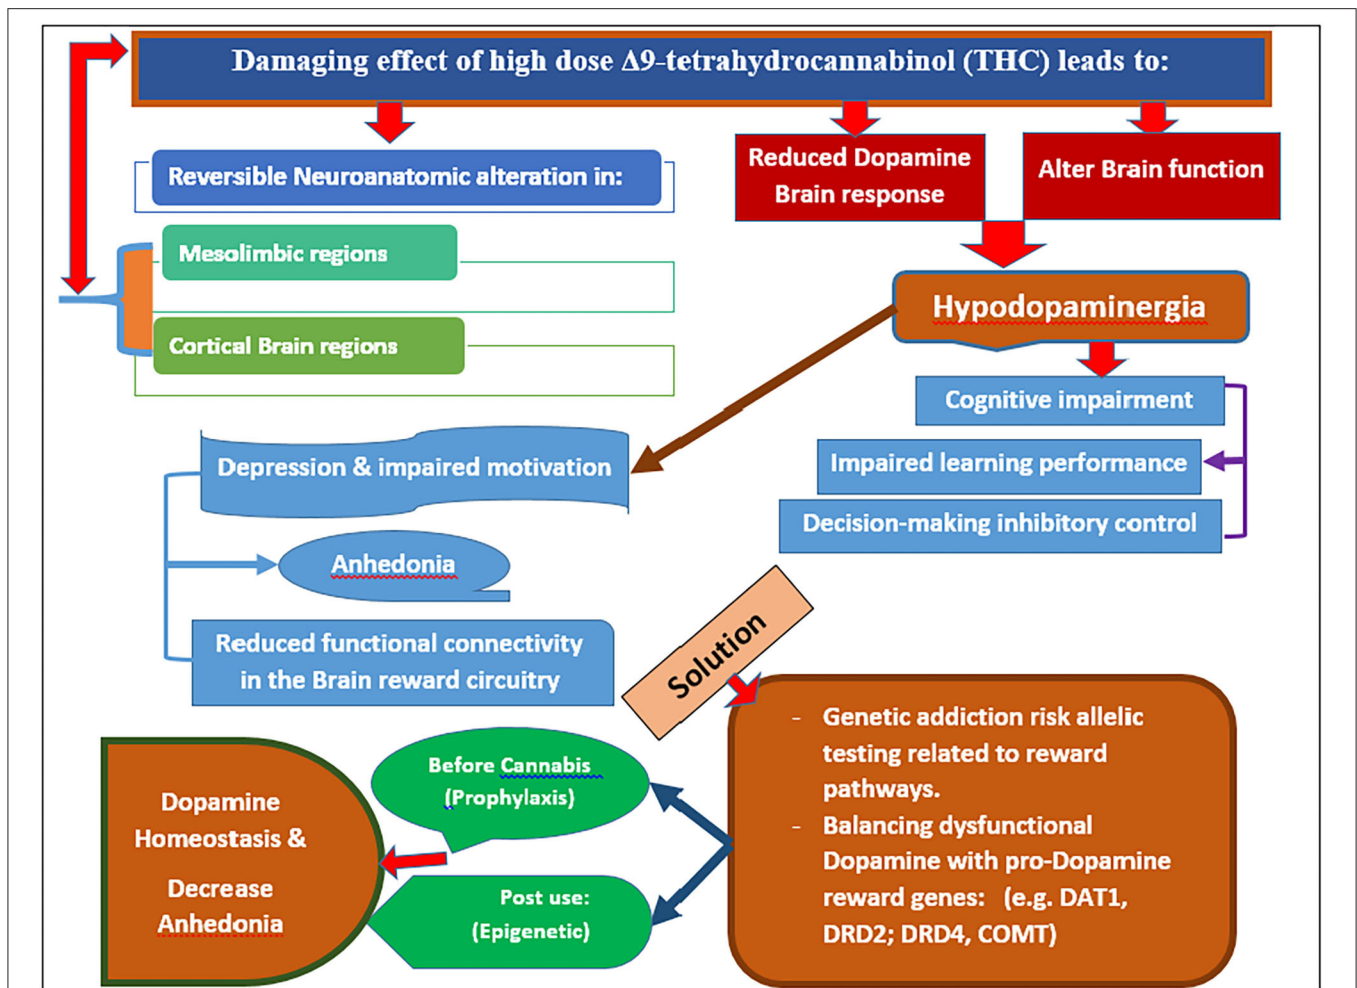 Damaging effect of high dose Δ9-tetrahydrocannabinol (THC) leads to:
Reversible Neuroanatomic alteration in:
Mesolimbic regions
Cortical Brain regions
Reduced Dopamine
Brain response
Alter Brain function
Hypodopaminergia
Cognitive impairment
Impaired learning performance
Decision-making inhibitory control
Depression & impaired motivation
Anhedonia
Reduced functional connectivity
in the Brain reward circuitry
Solution
- Genetic addiction risk allelic
testing related to reward
pathways.
- Balancing dysfunctional
Dopamine with pro-Dopamine
reward genes: (e.g. DAT1,
DRD2; DRD4, COMT)
Before Cannabis
(Prophylaxis)
Post use:
(Epigenetic)
Dopamine
Homeostasis &
Decrease
Anhedonia